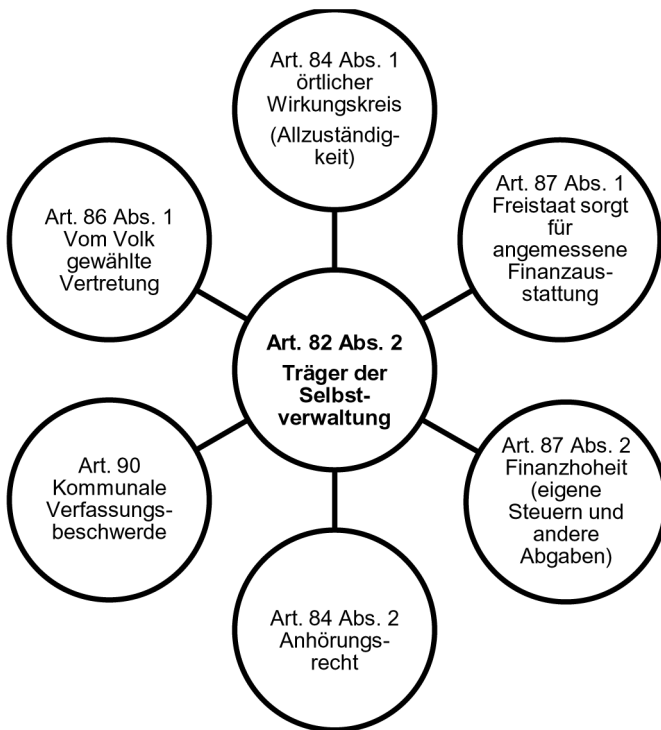 Art. 84 Abs. 1
örtlicher
Wirkungskreis
(Allzuständig-
keit)
Art. 87 Abs. 1
Freistaat sorgt
für
angemessene
Finanzaus-
stattung
Art. 86 Abs. 1
Vom Volk
gewählte
Vertretung
Art. 82 Abs. 2
Träger der
Selbst-
verwaltung
Art. 87 Abs. 2
Finanzhoheit
(eigene
Steuern und
andere
Abgaben)
Art. 90
Kommunale
Verfassungs-
beschwerde
Art. 84 Abs. 2
Anhörungs-
recht